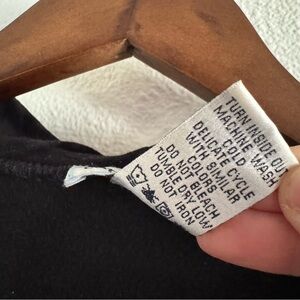 TURN INSIDE OUT
MACHINE WASH
COLD
DELICATE CYCLE
WITH SIMILAR
COLORS
DO NOT BLEACH
TUMBLE DRY LOW
DO NOT IRON